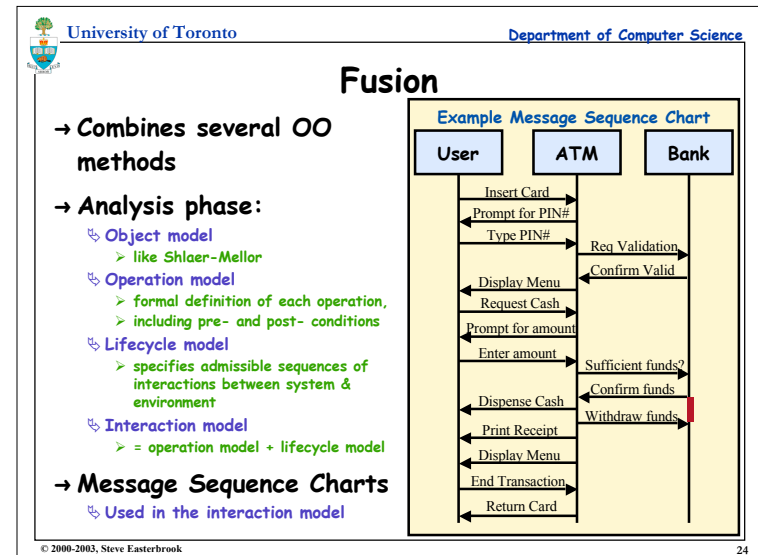 University of Toronto
Department of Computer Science
Fusion
→ Combines several OO
methods
→ Analysis phase:
Object model
➢ like Shlaer-Mellor
Operation model
➢ formal definition of each operation,
➢ including pre- and post- conditions
Lifecycle model
➢ specifies admissible sequences of
interactions between system &
environment
Interaction model
➢ = operation model + lifecycle model
→ Message Sequence Charts
Used in the interaction model
Example Message Sequence Chart
User
ATM
Bank
Insert Card
Prompt for PIN#
Type PIN#
Req Validation
Confirm Valid
Display Menu
Request Cash
Prompt for amount
Enter amount
Sufficient funds?
Confirm funds
Dispense Cash
Withdraw funds
Print Receipt
Display Menu
End Transaction
Return Card
© 2000-2003, Steve Easterbrook
24